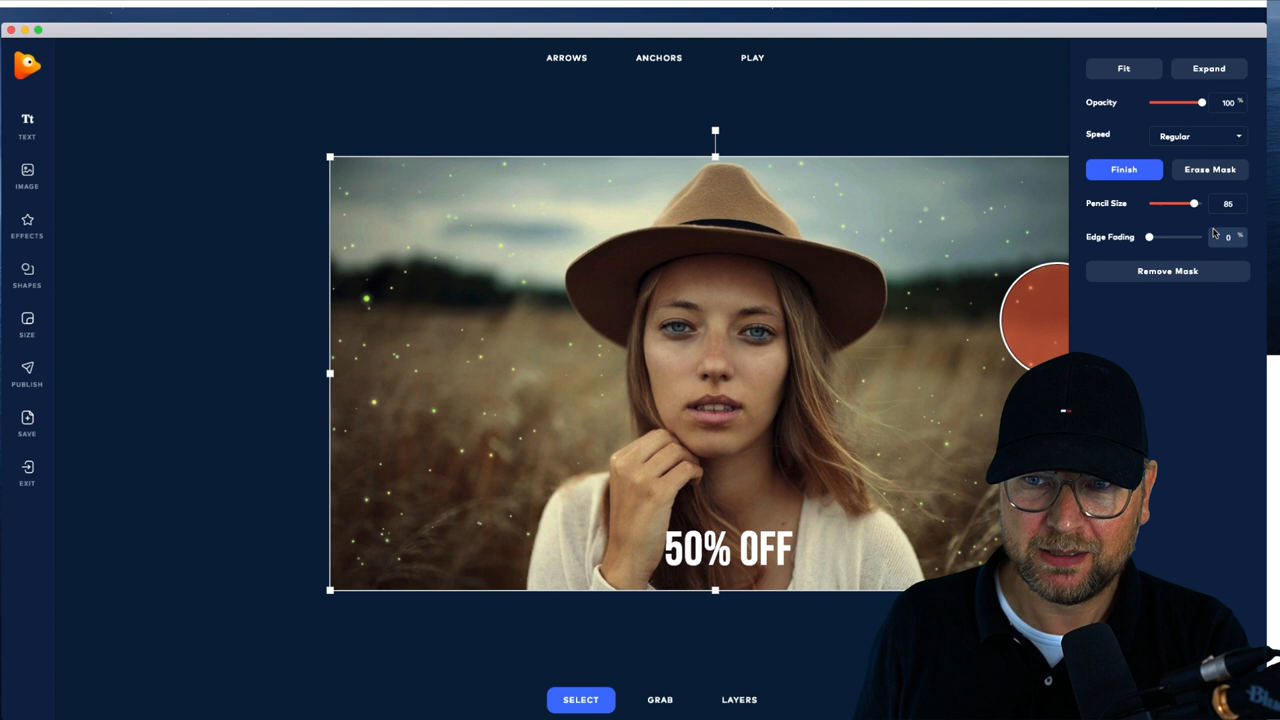 ARROWS ANCHORS PLAY
Fit Expand
Opacity 100 %
Speed Regular
Finish Erase Mask
Pencil Size 85
Edge Fading 0 %
Remove Mask
Tt
TEXT
IMAGE
EFFECTS
SHAPES
SIZE
PUBLISH
SAVE
EXIT
50% OFF
SELECT GRAB LAYERS